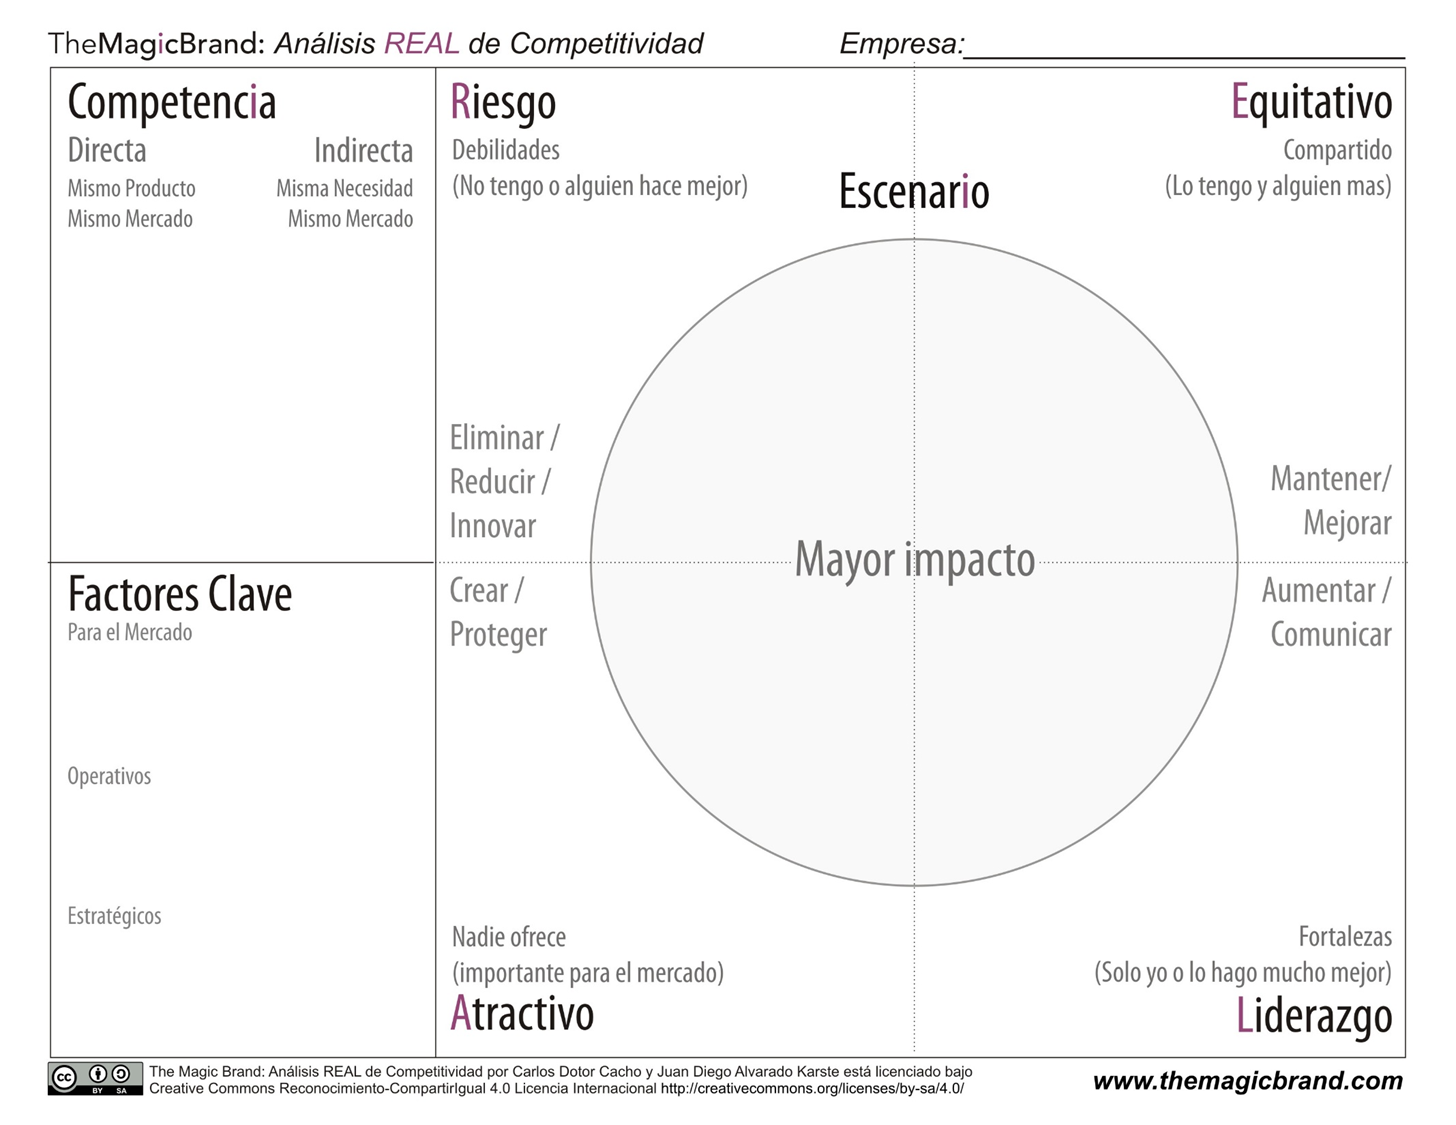 TheMagicBrand: Análisis REAL de Competitividad
Empresa:
Competencia
Directa
Mismo Producto
Mismo Mercado
Indirecta
Misma Necesidad
Mismo Mercado
Factores Clave
Para el Mercado
Operativos
Estratégicos
Escenario
Riesgo
Debilidades
(No tengo o alguien hace mejor)
Eliminar /
Reducir /
Innovar
Equitativo
Compartido
(Lo tengo y alguien mas)
Mantener/
Mejorar
Mayor impacto
Crear /
Proteger
Nadie ofrece
(importante para el mercado)
Atractivo
Aumentar /
Comunicar
Fortalezas
(Solo yo o lo hago mucho mejor)
Liderazgo
cc
BY SA
The Magic Brand: Análisis REAL de Competitividad por Carlos Dotor Cacho y Juan Diego Alvarado Karste está licenciado bajo
Creative Commons Reconocimiento-CompartirIgual 4.0 Licencia Internacional http://creativecommons.org/licenses/by-sa/4.0/
www.themagicbrand.com